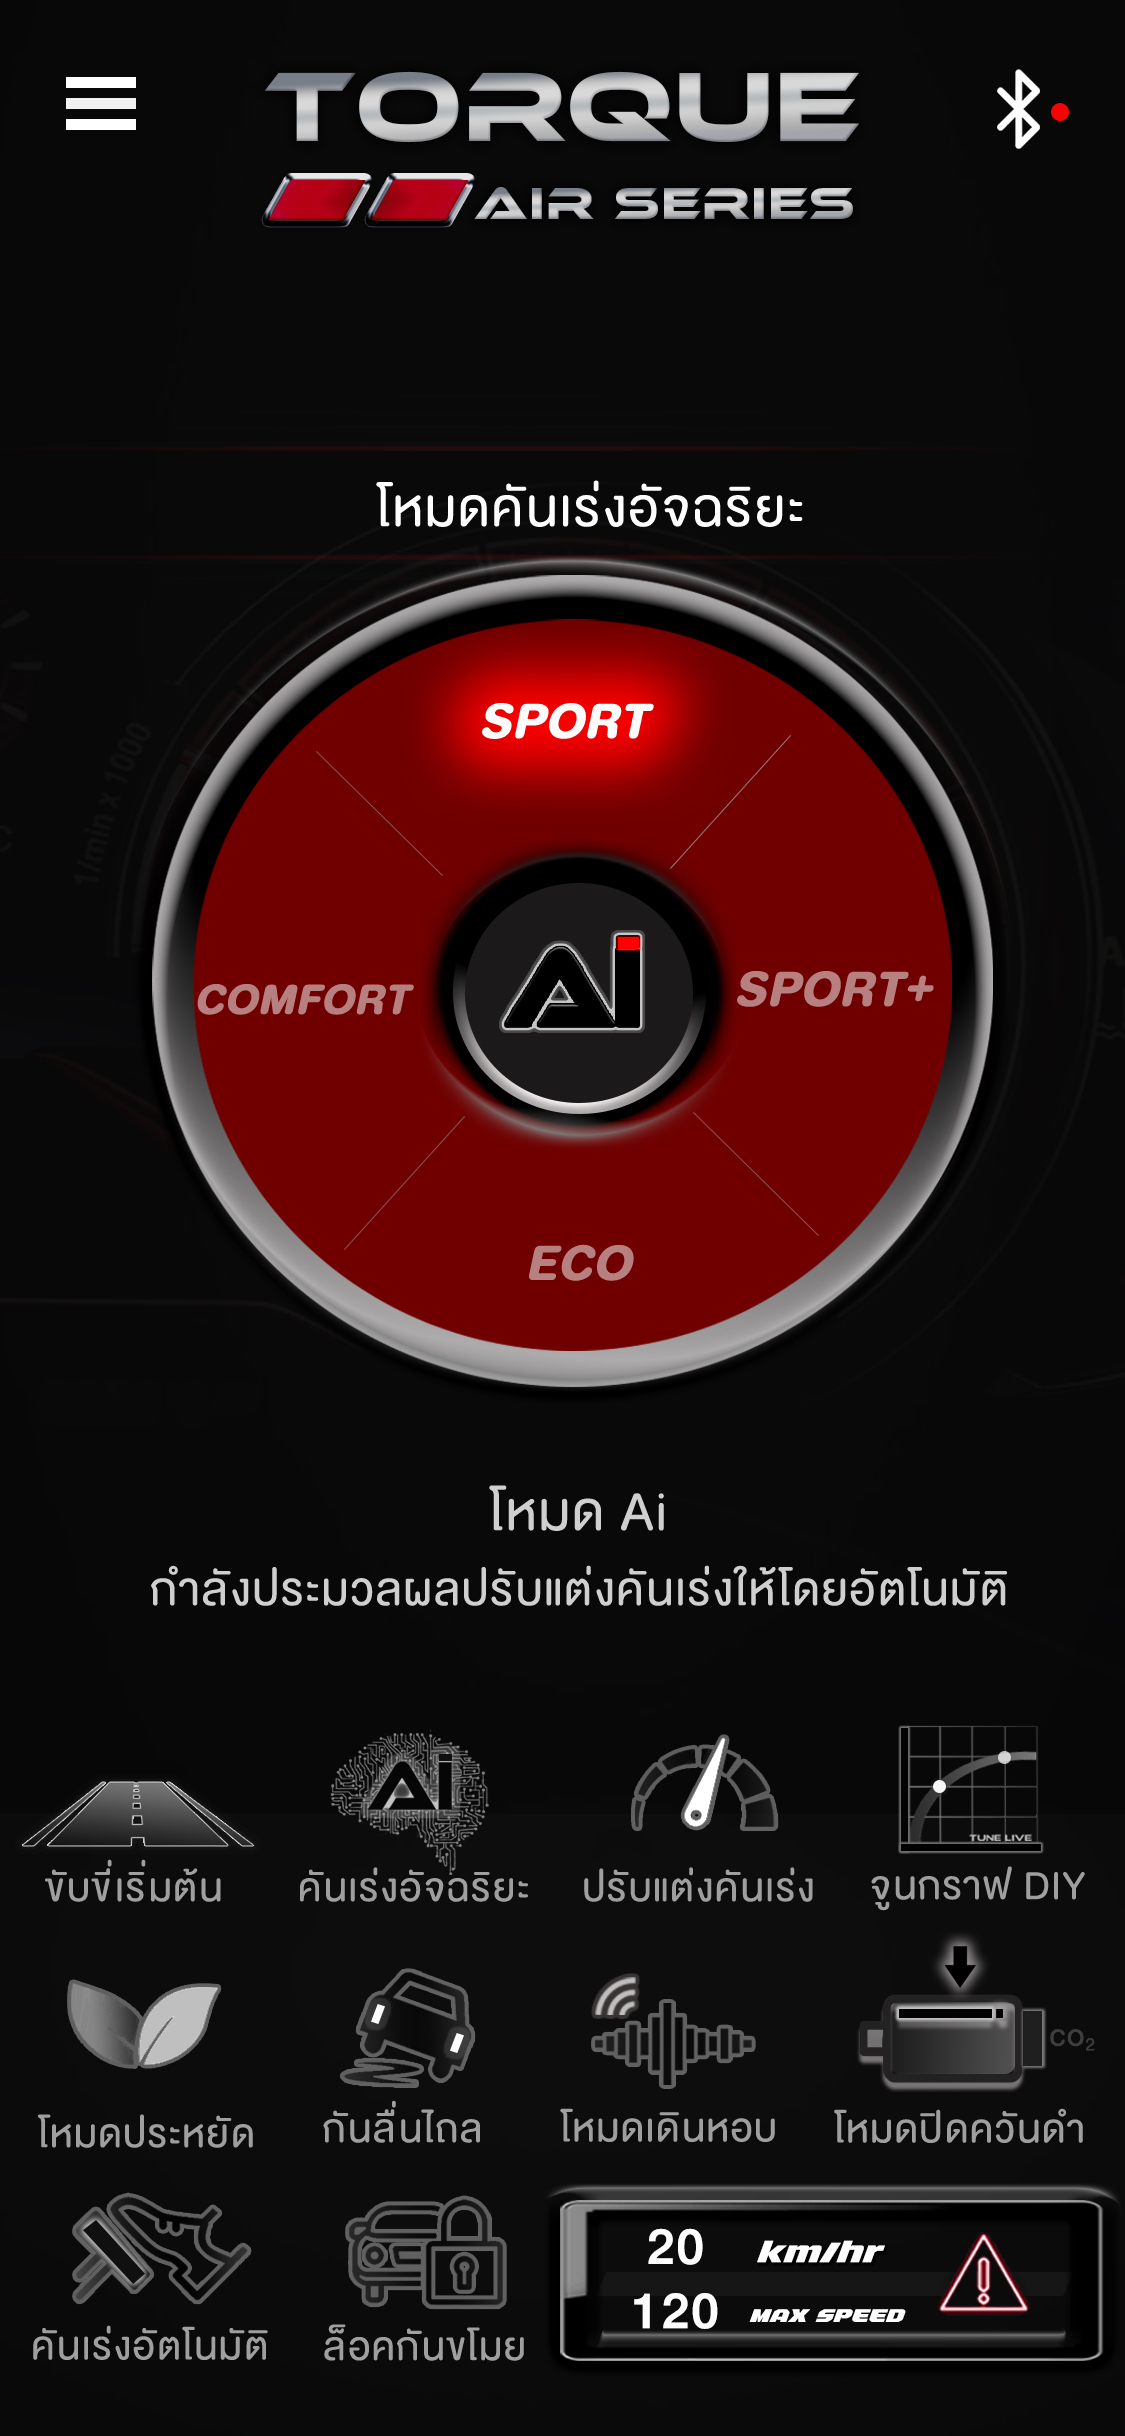 TORQUE
AIR SERIES
โหมดคันเร่งอัจฉริยะ
1/min x 1000
SPORT
COMFORT
Ai
SPORT+
ECO
โหมด Ai
กำลังประมวลผลปรับแต่งคันเร่งให้โดยอัตโนมัติ
Ai
TUNE LIVE
ขับขี่เริ่มต้น
คันเร่งอัจฉริยะ
ปรับแต่งคันเร่ง
จูนกราฟ DIY
CO₂
โหมดประหยัด
กันลื่นไถล
โหมดเดินหอบ
โหมดปิดควันดำ
20 km/hr
120 MAX SPEED
คันเร่งอัตโนมัติ
ล็อคกันขโมย